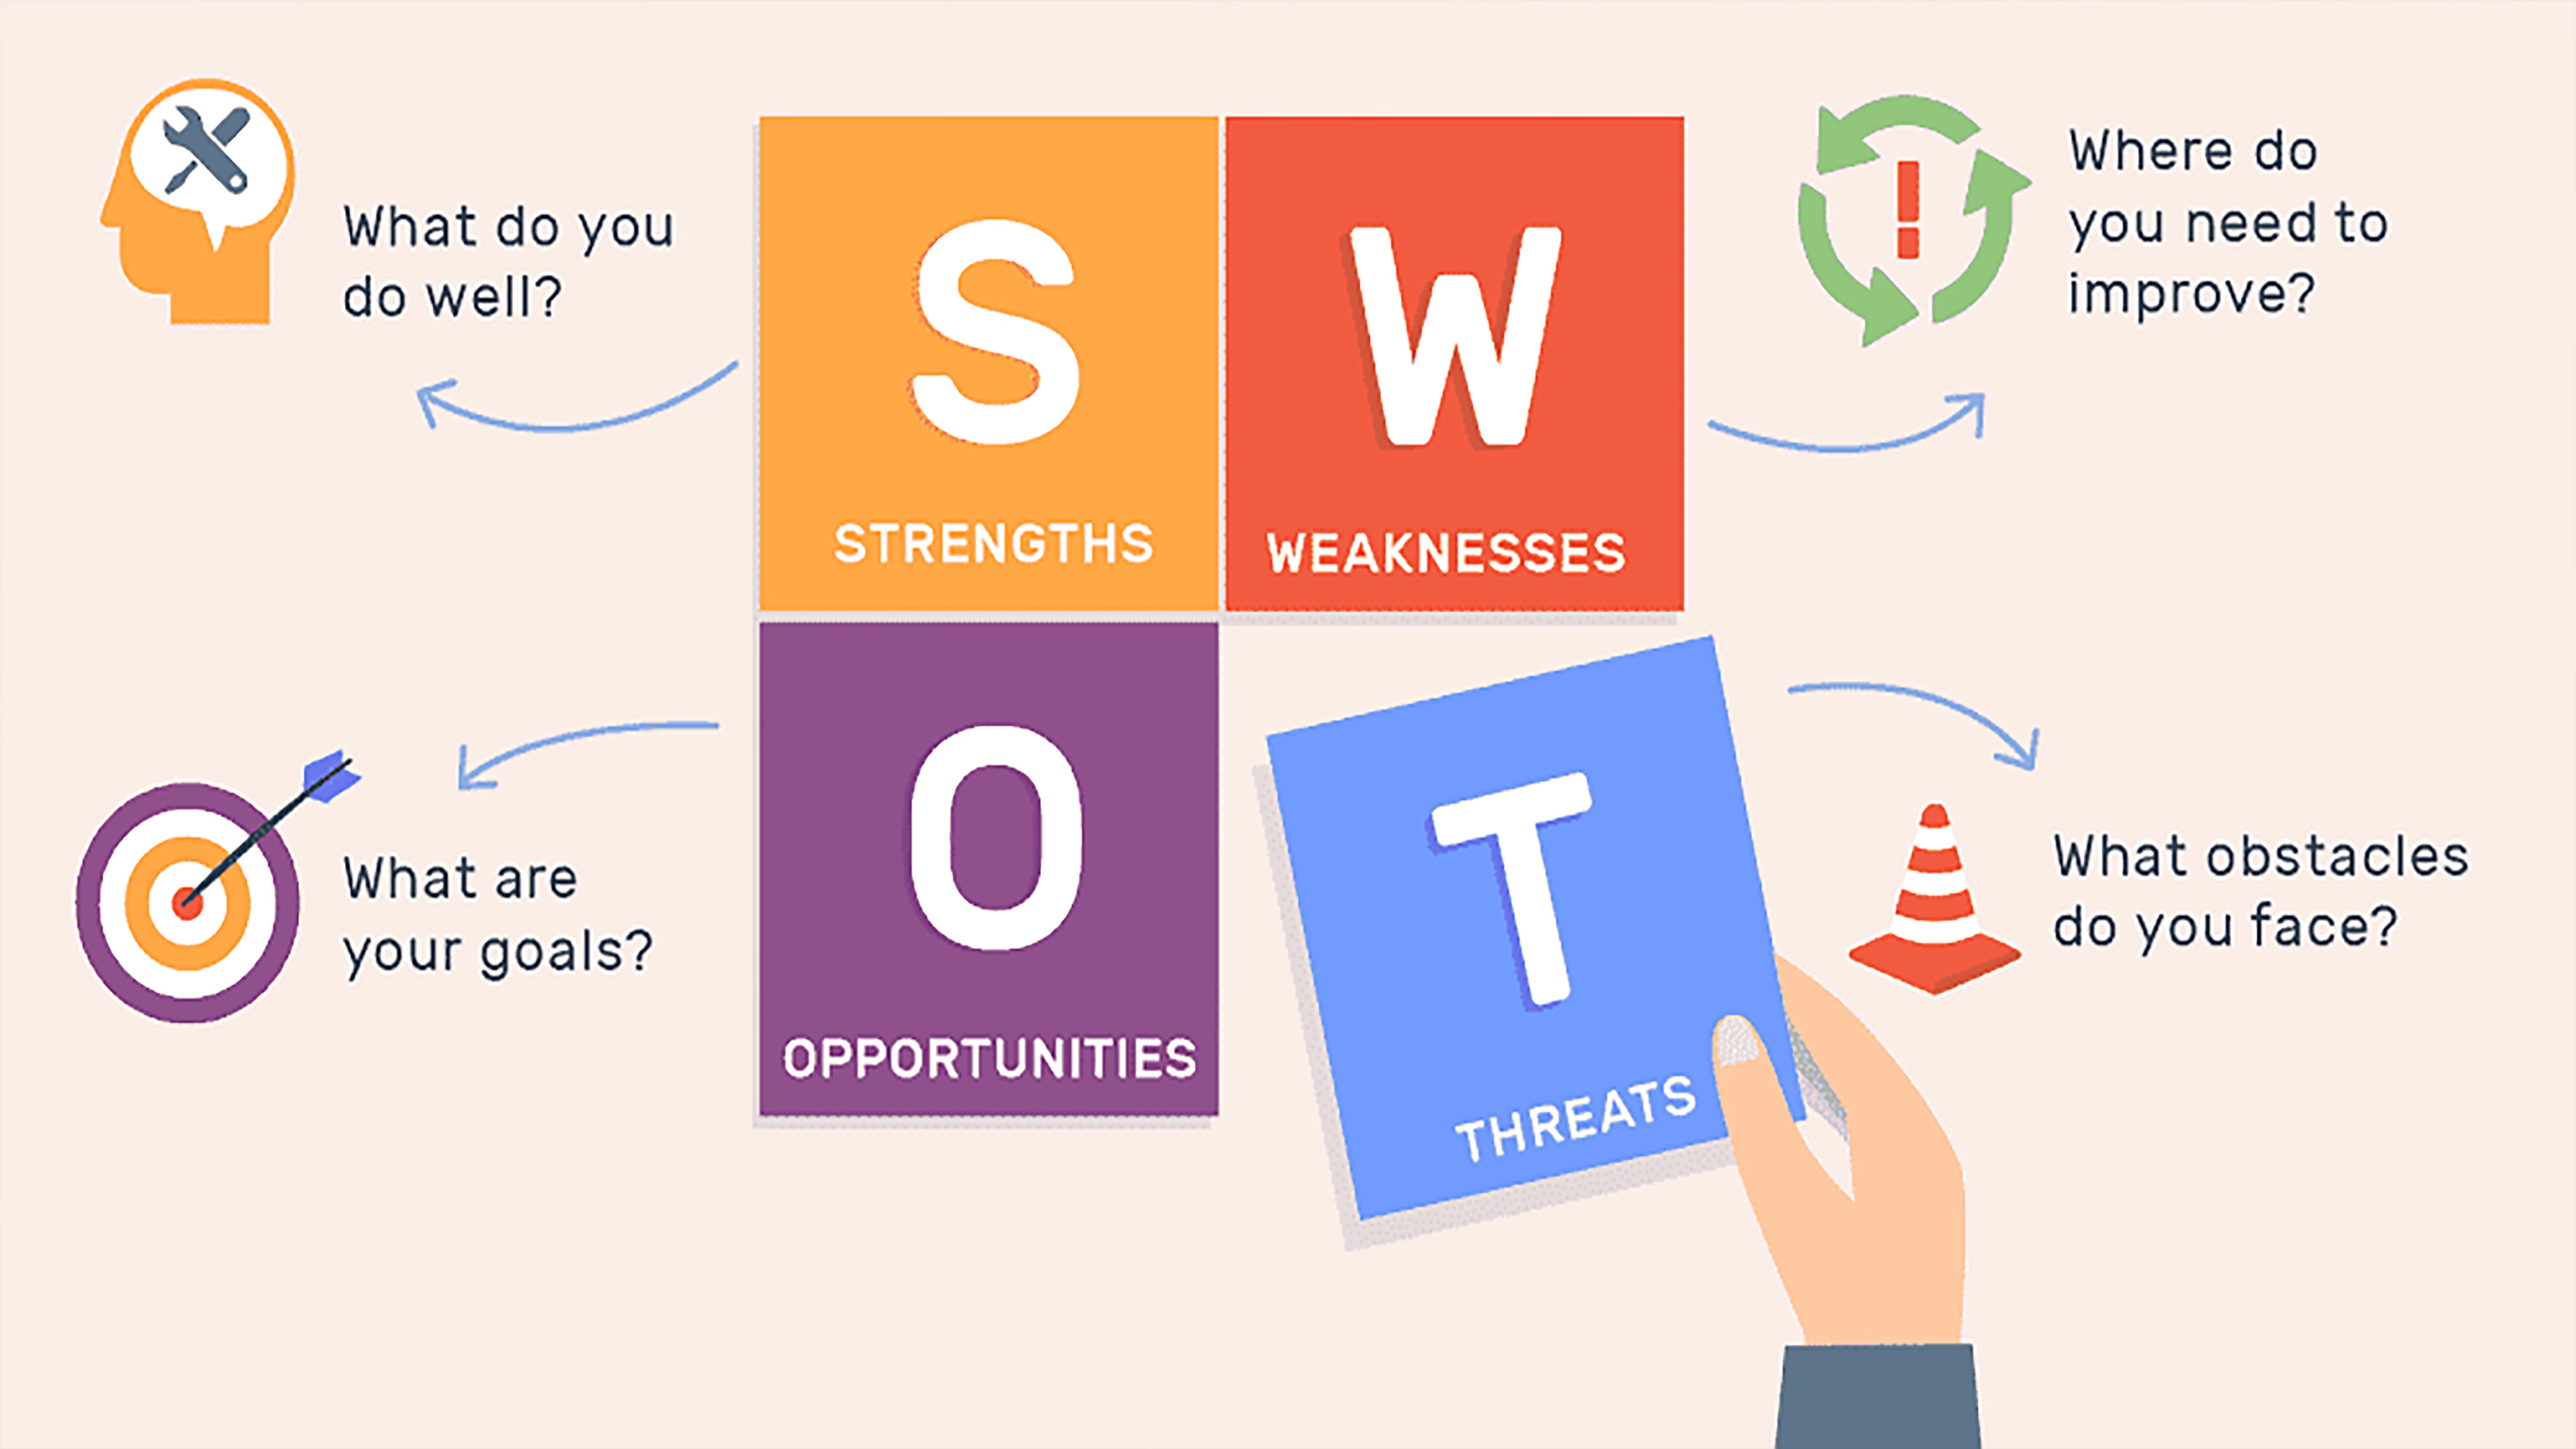 What do you
do well?
S
STRENGTHS
W
WEAKNESSES
Where do
you need to
improve?
What are
your goals?
O
OPPORTUNITIES
T
THREATS
What obstacles
do you face?